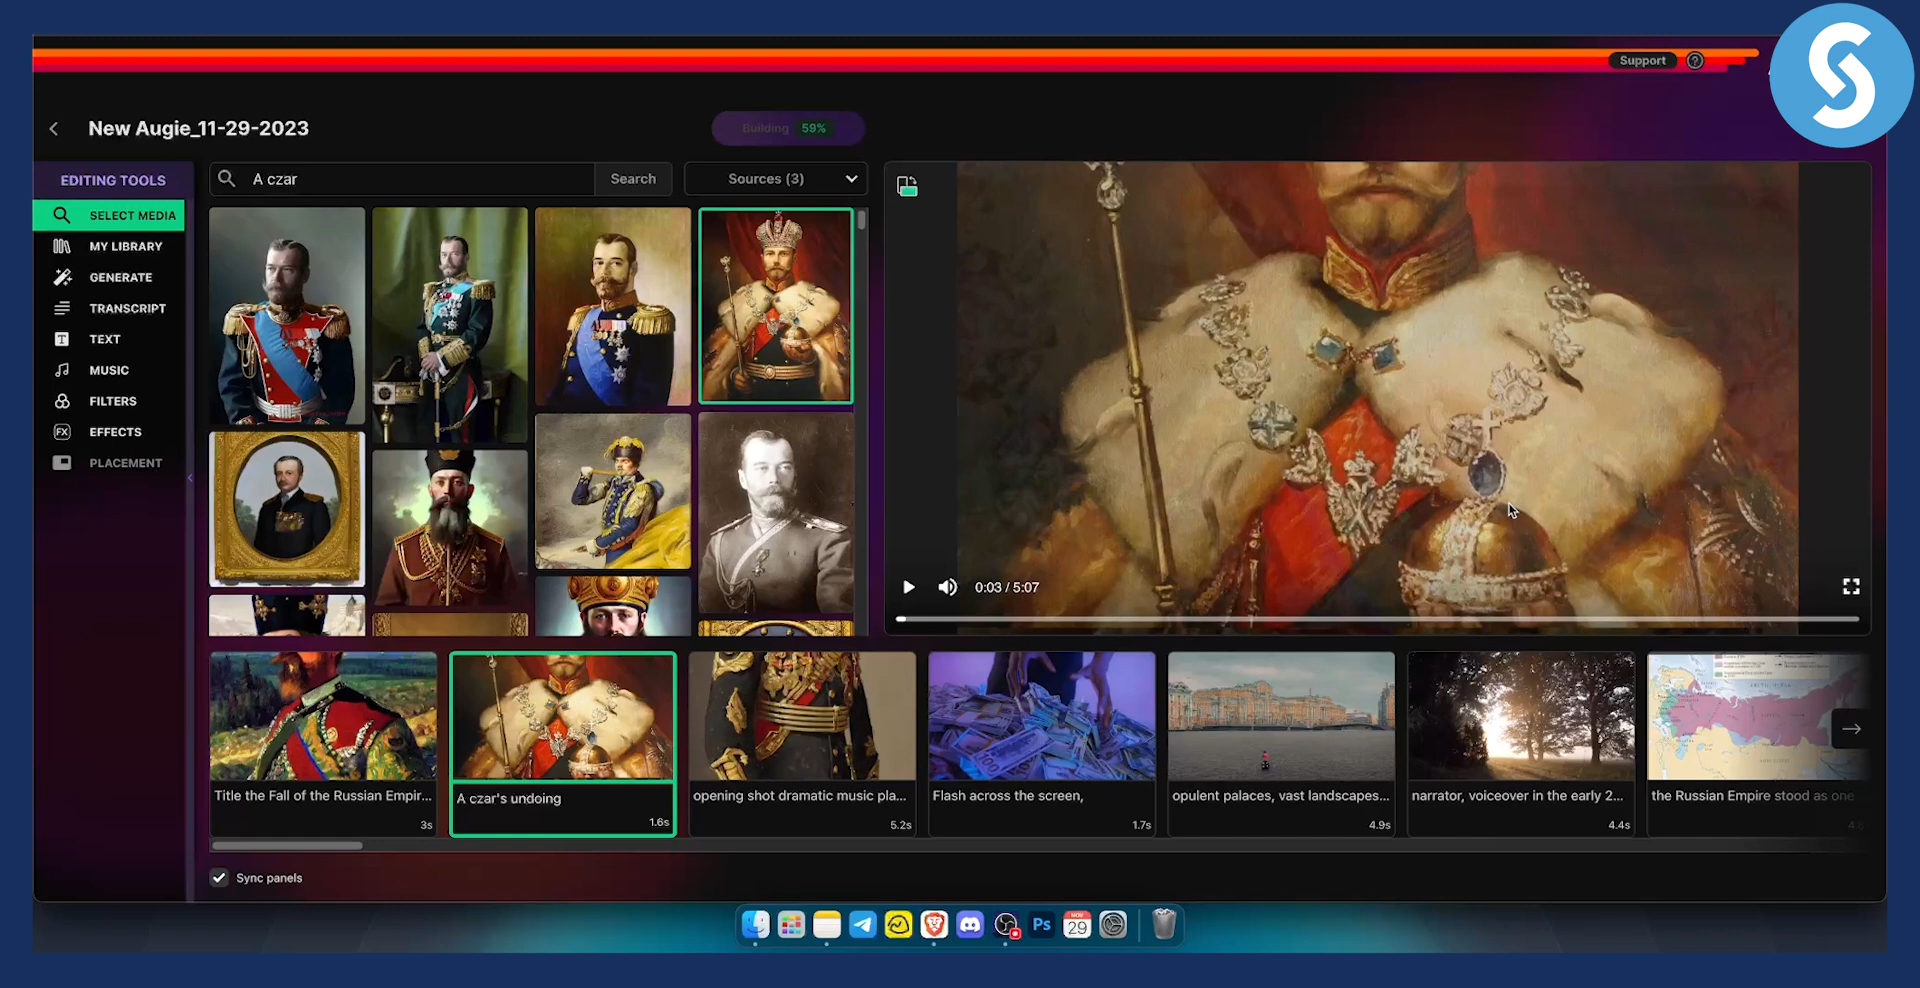 Support
New Augie_11-29-2023
Building 59%
EDITING TOOLS
SELECT MEDIA
MY LIBRARY
GENERATE
TRANSCRIPT
TEXT
MUSIC
FILTERS
EFFECTS
PLACEMENT
A czar
Search
Sources (3)
0:03 / 5:07
Title the Fall of the Russian Empir...
3s
A czar's undoing
1.6s
opening shot dramatic music pla...
5.2s
Flash across the screen,
1.7s
opulent palaces, vast landscapes...
4.9s
narrator, voiceover in the early 2...
4.4s
the Russian Empire stood as one
Sync panels
Ps
NOV
29